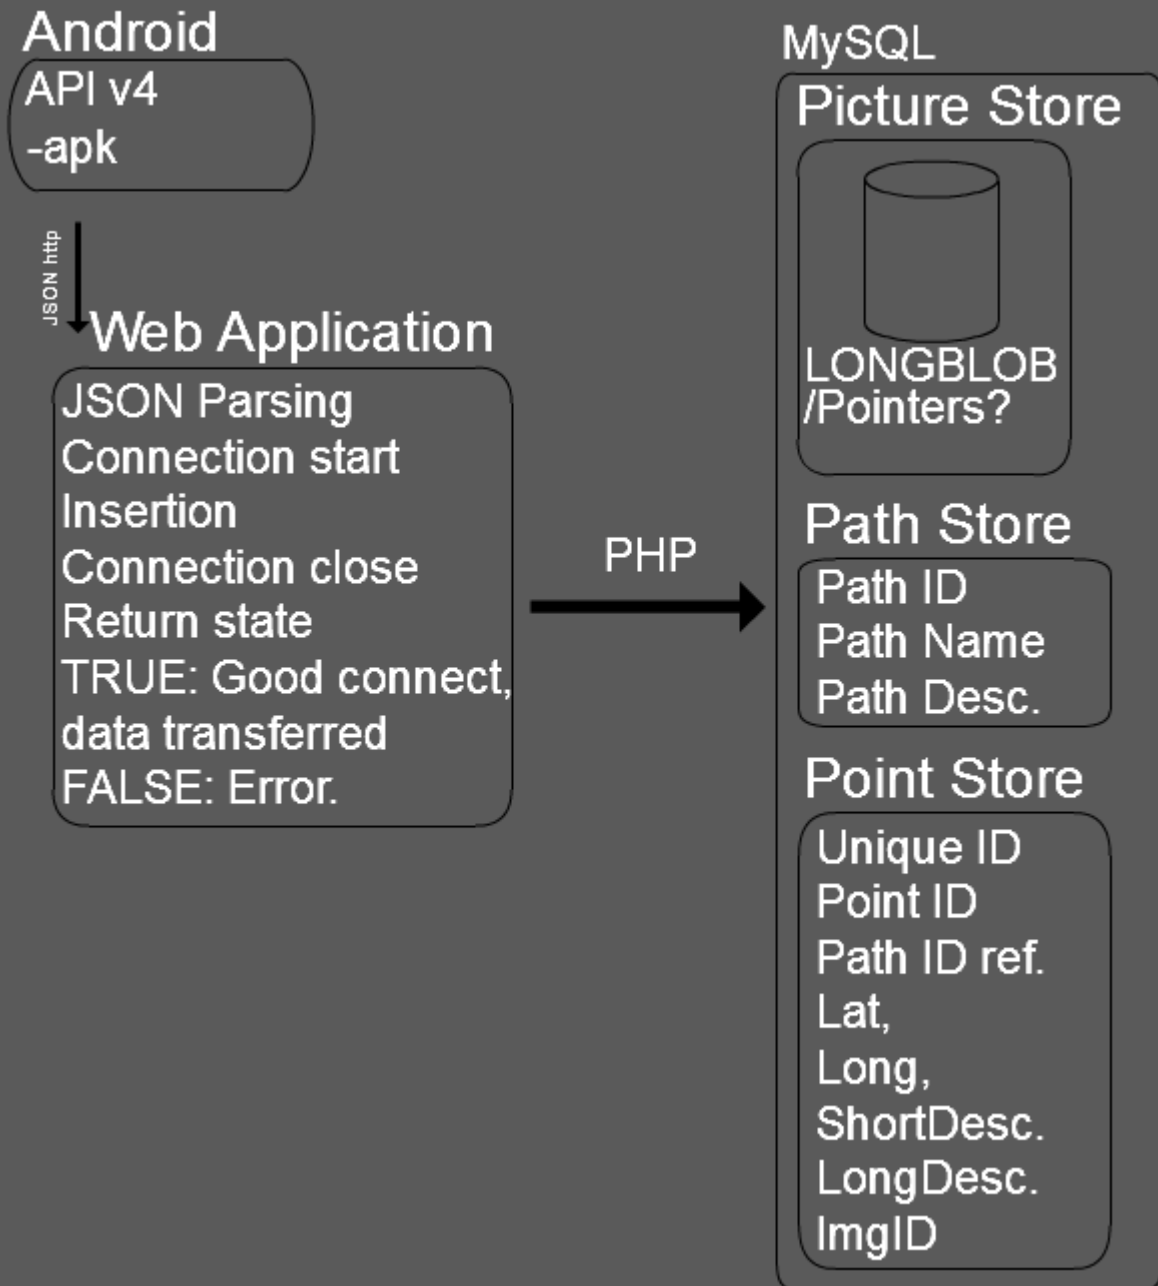 Android
API v4
-apk
JSON http
Web Application
JSON Parsing
Connection start
Insertion
Connection close
Return state
TRUE: Good connect,
data transferred
FALSE: Error.
PHP
MySQL
Picture Store
LONGBLOB
/Pointers?
Path Store
Path ID
Path Name
Path Desc.
Point Store
Unique ID
Point ID
Path ID ref.
Lat,
Long,
ShortDesc.
LongDesc.
ImgID